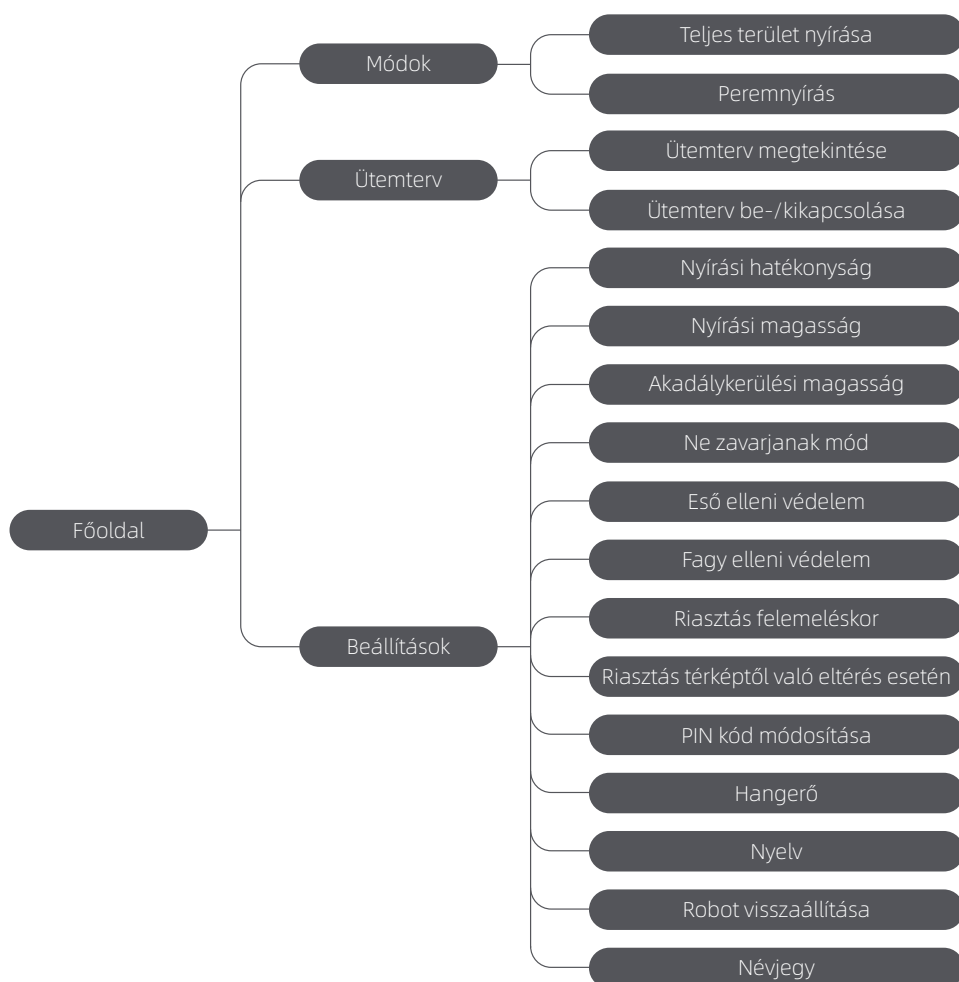 Teljes terület nyírása
Módok
Peremnyírás
Ütemterv megtekintése
Ütemterv
Ütemterv be-/kikapcsolása
Nyírási hatékonyság
Nyírási magasság
Akadálykerülési magasság
Ne zavarjanak mód
Eső elleni védelem
Főoldal
Fagy elleni védelem
Riasztás felemeléskor
Beállítások
Riasztás térképtől való eltérés esetén
PIN kód módosítása
Hangerő
Nyelv
Robot visszaállítása
Névjegy